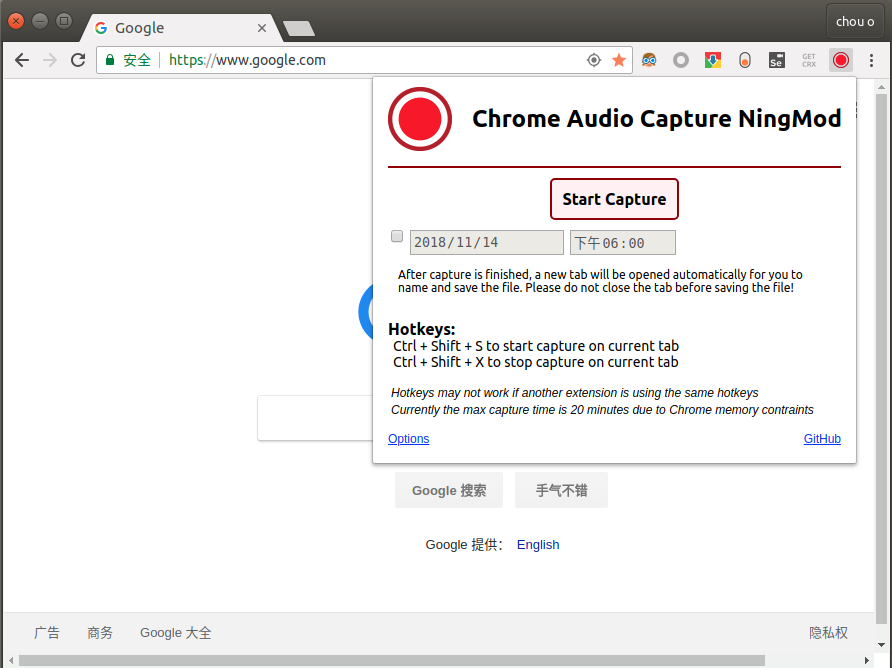 Google
chou o
安全
https://www.google.com
Se
GET
CRX
Chrome Audio Capture NingMod
Start Capture
2018/11/14
下午06:00
After capture is finished, a new tab will be opened automatically for you to
name and save the file. Please do not close the tab before saving the file!
Hotkeys:
Ctrl + Shift + S to start capture on current tab
Ctrl + Shift + X to stop capture on current tab
Hotkeys may not work if another extension is using the same hotkeys
Currently the max capture time is 20 minutes due to Chrome memory contraints
Options
GitHub
Google 搜索
手气不错
Google 提供： English
广告
商务
Google 大全
隐私权